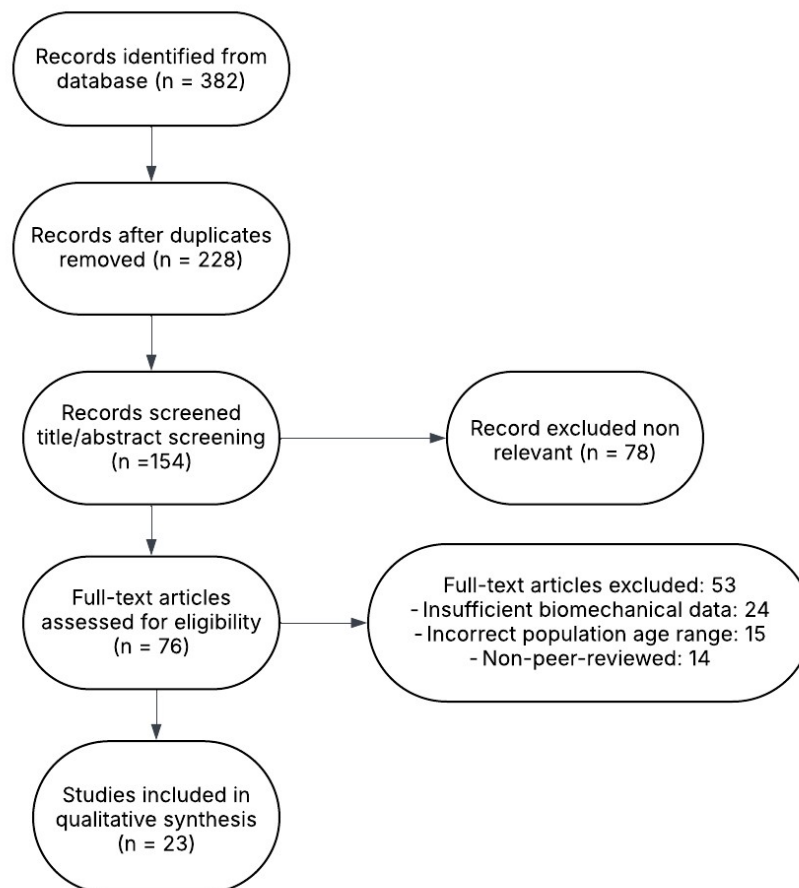 Records identified from
database (n = 382)
Records after duplicates
removed (n = 228)
Records screened
title/abstract screening
(n =154)
Record excluded non
relevant (n = 78)
Full-text articles
assessed for eligibility
(n = 76)
Full-text articles excluded: 53
- Insufficient biomechanical data: 24
- Incorrect population age range: 15
- Non-peer-reviewed: 14
Studies included in
qualitative synthesis
(n = 23)